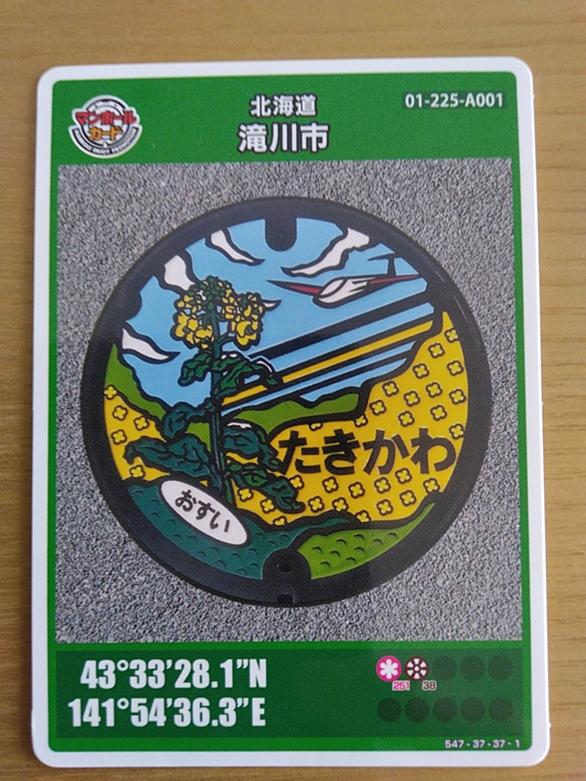 マンホール
カード
北海道
滝川市
01-225-A001
たきかわ
おすい
43°33'28.1"N
141°54'36.3"E
251
38
547-37-37-1